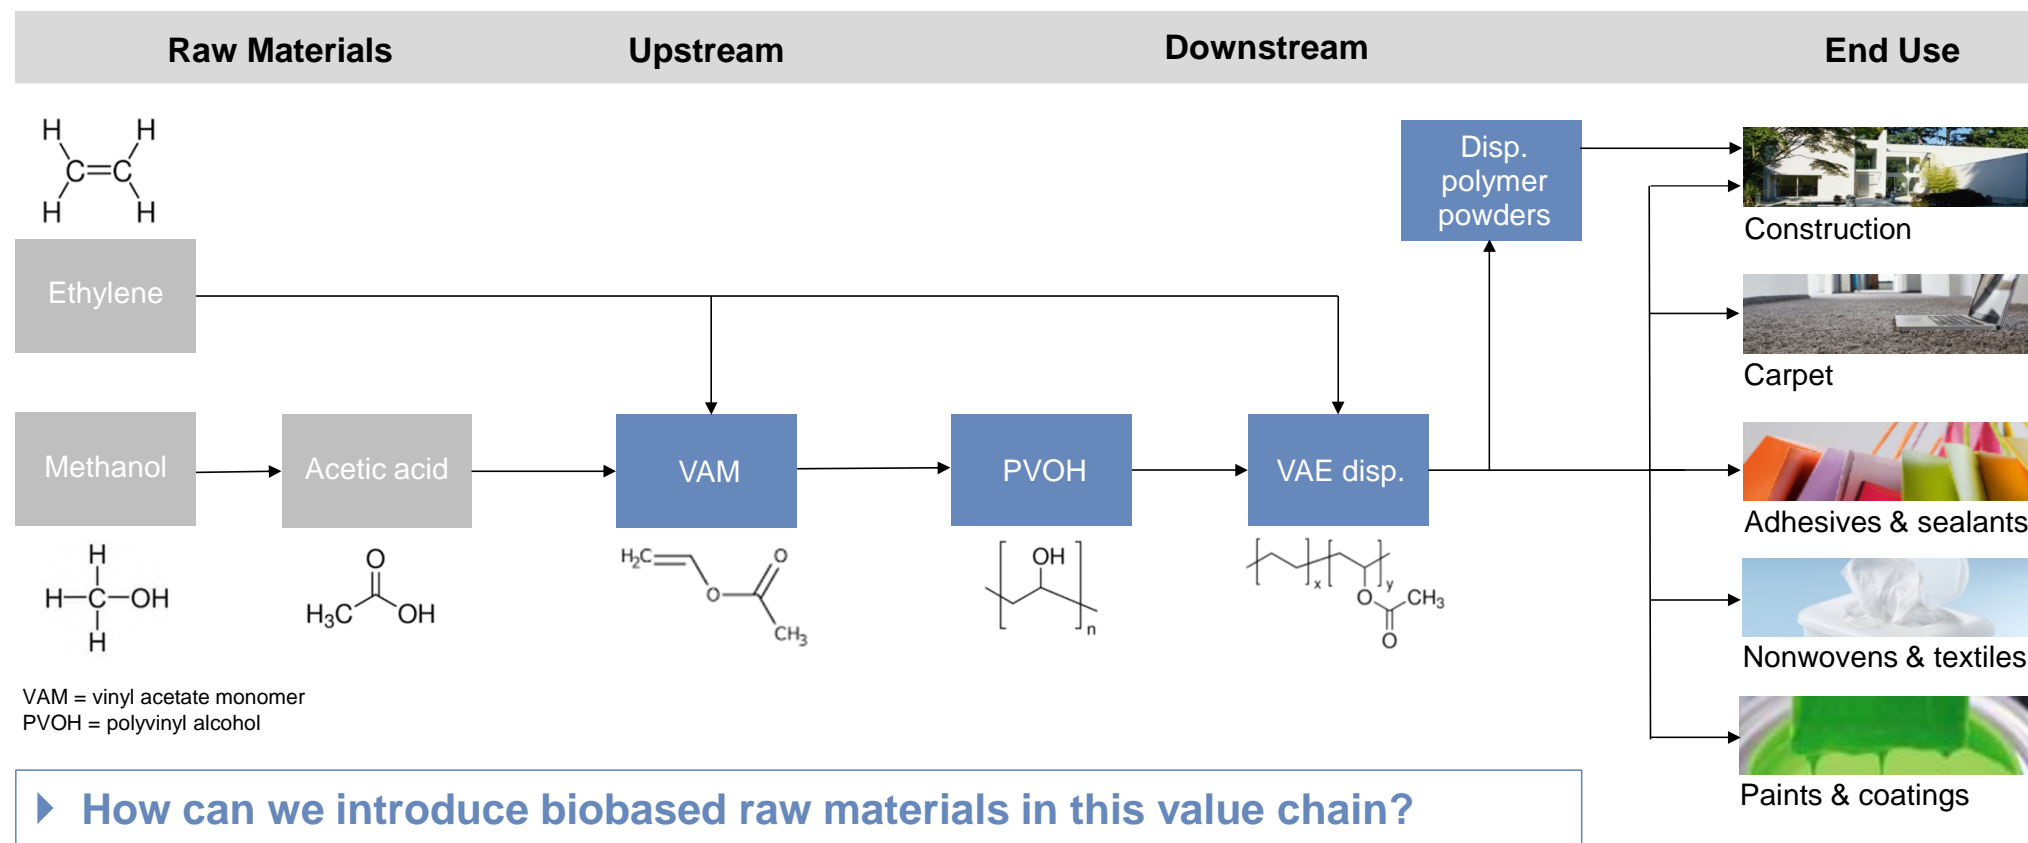 Raw Materials
Upstream
Downstream
End Use
H H
C=C
H H
Disp.
polymer
powders
Construction
Ethylene
Carpet
Methanol
Acetic acid
VAM
PVOH
VAE disp.
Adhesives & sealants
H
H—C—OH
H
O
H₃C OH
H₂C O
O
CH₃
OH
n
x y
O CH₃
O
Nonwovens & textiles
VAM = vinyl acetate monomer
PVOH = polyvinyl alcohol
Paints & coatings
How can we introduce biobased raw materials in this value chain?